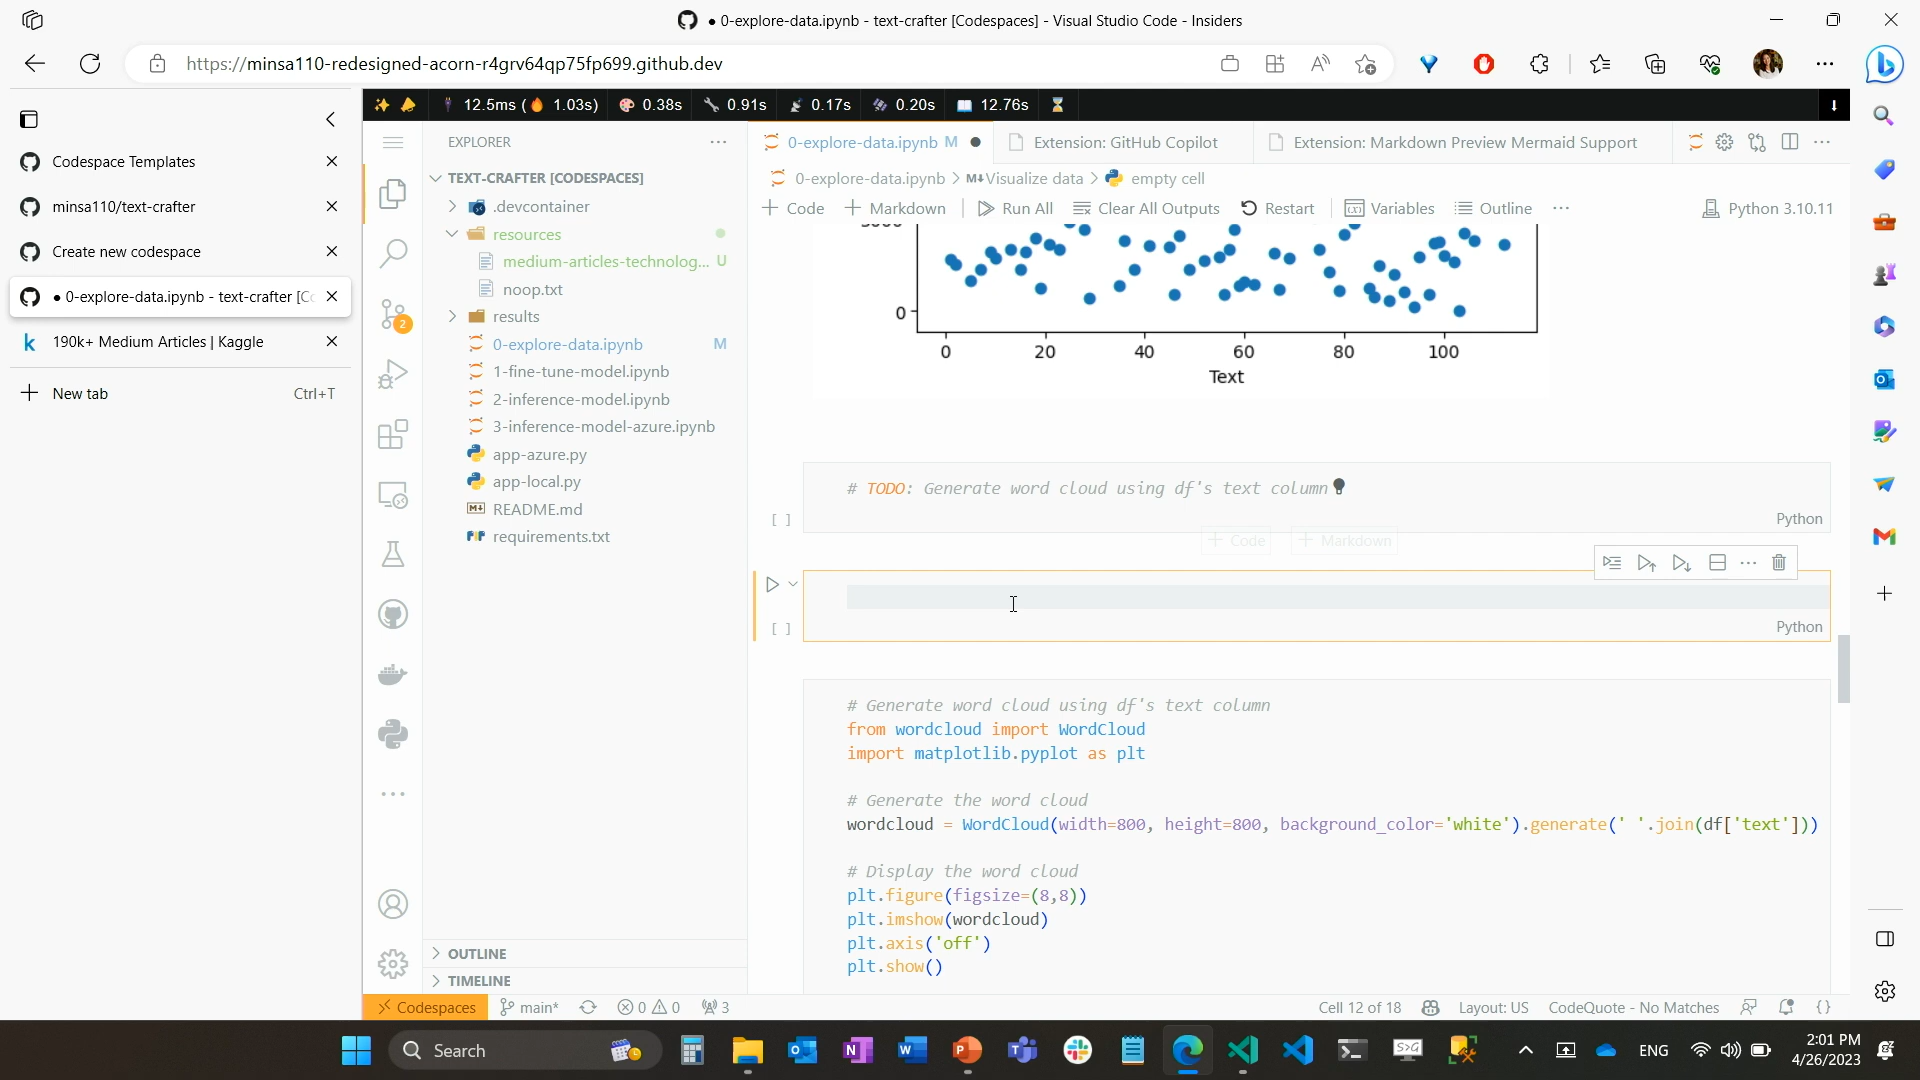 0-explore-data.ipynb - text-crafter [Codespaces] - Visual Studio Code - Insiders
https://minsa110-redesigned-acorn-r4grv64qp75fp699.github.dev
Codespace Templates
minsa110/text-crafter
Create new codespace
0-explore-data.ipynb - text-crafter [Cc
190k+ Medium Articles | Kaggle
New tab Ctrl+T
12.5ms ( 1.03s) 0.38s 0.91s 0.17s 0.20s 12.76s
EXPLORER
TEXT-CRAFTER [CODESPACES]
.devcontainer
resources
medium-articles-technolog... U
noop.txt
results
0-explore-data.ipynb M
1-fine-tune-model.ipynb
2-inference-model.ipynb
3-inference-model-azure.ipynb
app-azure.py
app-local.py
README.md
requirements.txt
OUTLINE
TIMELINE
0-explore-data.ipynb M
Extension: GitHub Copilot
Extension: Markdown Preview Mermaid Support
0-explore-data.ipynb > M↓Visualize data > empty cell
+ Code + Markdown Run All Clear All Outputs Restart Variables Outline ... Python 3.10.11
0
0 20 40 60 80 100
Text
# TODO: Generate word cloud using df's text column
[ ] Python
+ Code + Markdown
[ ] Python
# Generate word cloud using df's text column
from wordcloud import WordCloud
import matplotlib.pyplot as plt
# Generate the word cloud
wordcloud = WordCloud(width=800, height=800, background_color='white').generate(' '.join(df['text']))
# Display the word cloud
plt.figure(figsize=(8,8))
plt.imshow(wordcloud)
plt.axis('off')
plt.show()
Codespaces main* 0 0 3 Cell 12 of 18 Layout: US CodeQuote - No Matches { }
2
Search
ENG
2:01 PM
4/26/2023